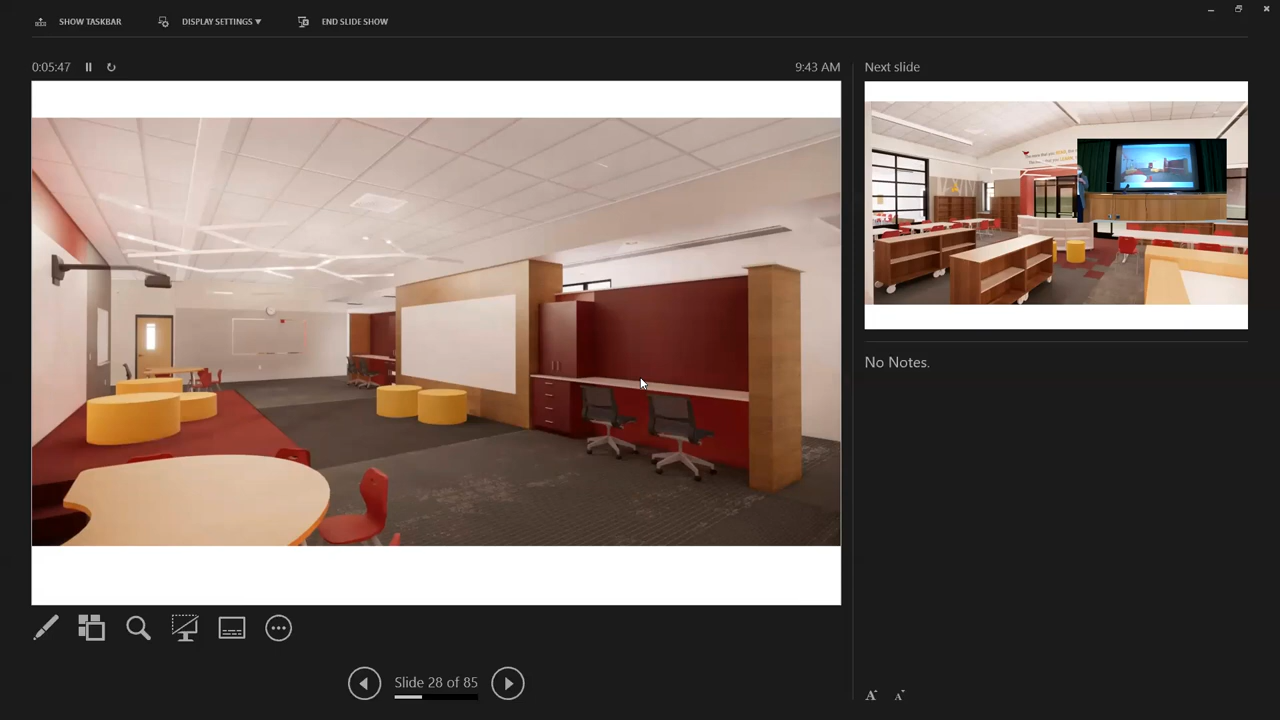 SHOW TASKBAR
DISPLAY SETTINGS ▾
END SLIDE SHOW
0:05:47
9:43 AM
Next slide
No Notes.
Slide 28 of 85
A A